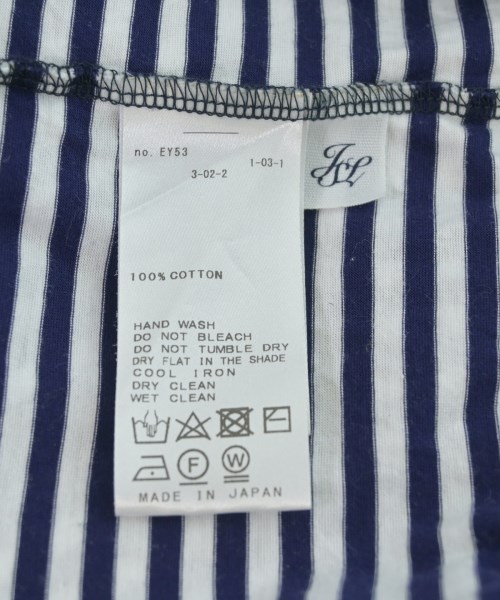 no. EY53
1-03-1
3-02-2
100% COTTON
HAND WASH
DO NOT BLEACH
DO NOT TUMBLE DRY
DRY FLAT IN THE SHADE
COOL IRON
DRY CLEAN
WET CLEAN
F W
MADE IN JAPAN